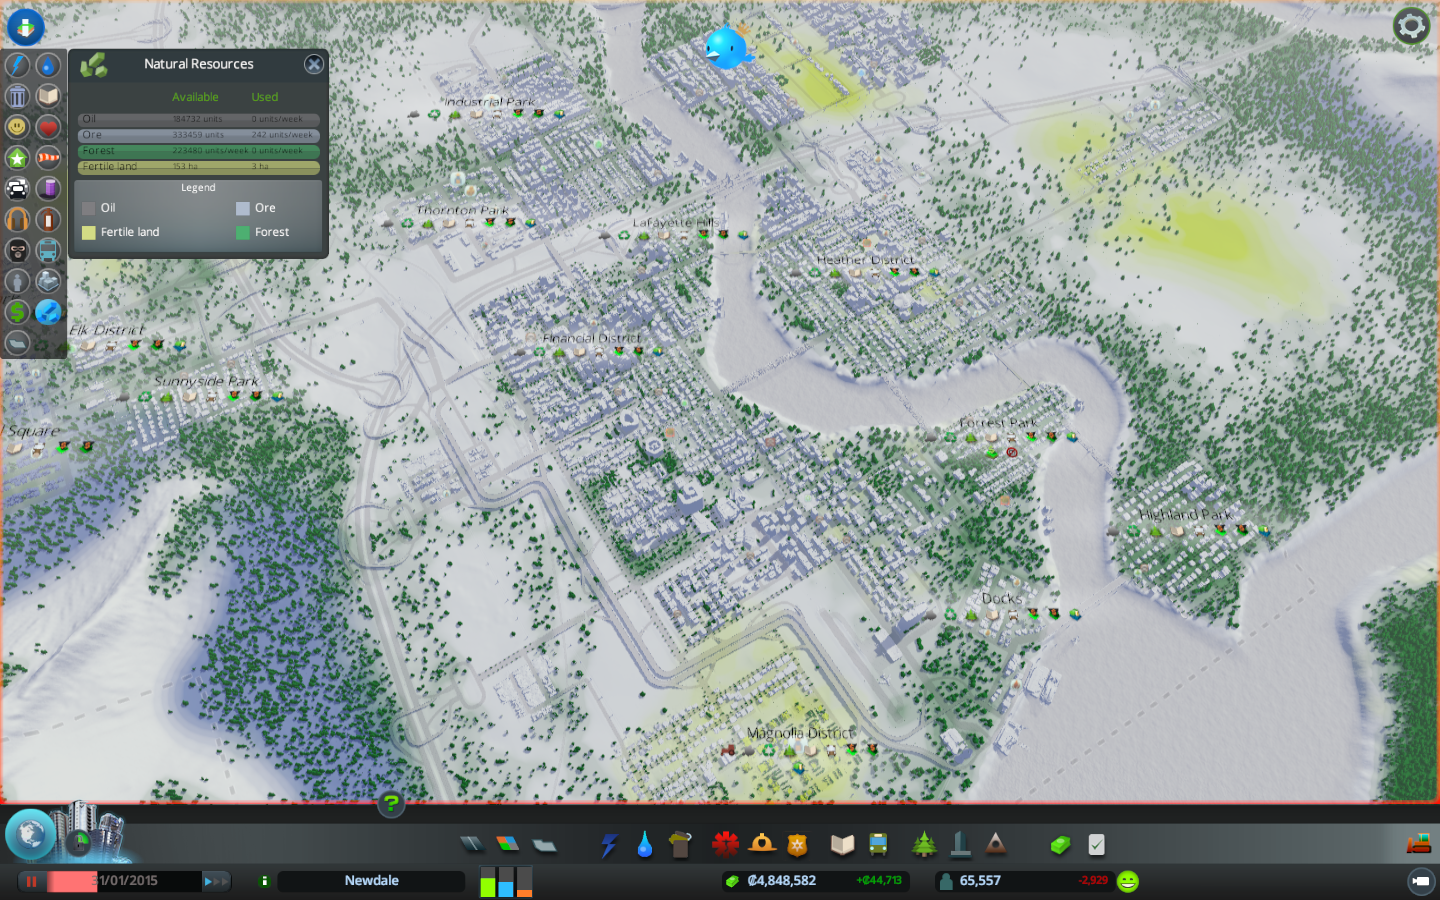 Natural Resources
Available Used
Oil 184732 units 0 units/week
Ore 333459 units 242 units/week
Forest 223480 units/week 0 units/week
Fertile land 153 ha 3 ha
Legend
Oil Ore
Fertile land Forest
Industrial Park
Thornton Park
Lafayette Hills
Heather District
Elk District
Financial District
Sunnyside Park
l Square
Forrest Park
Highland Park
Docks
Magnolia District
?
31/01/2015
Newdale
₡4,848,582
+₡44,713
65,557
-2,929